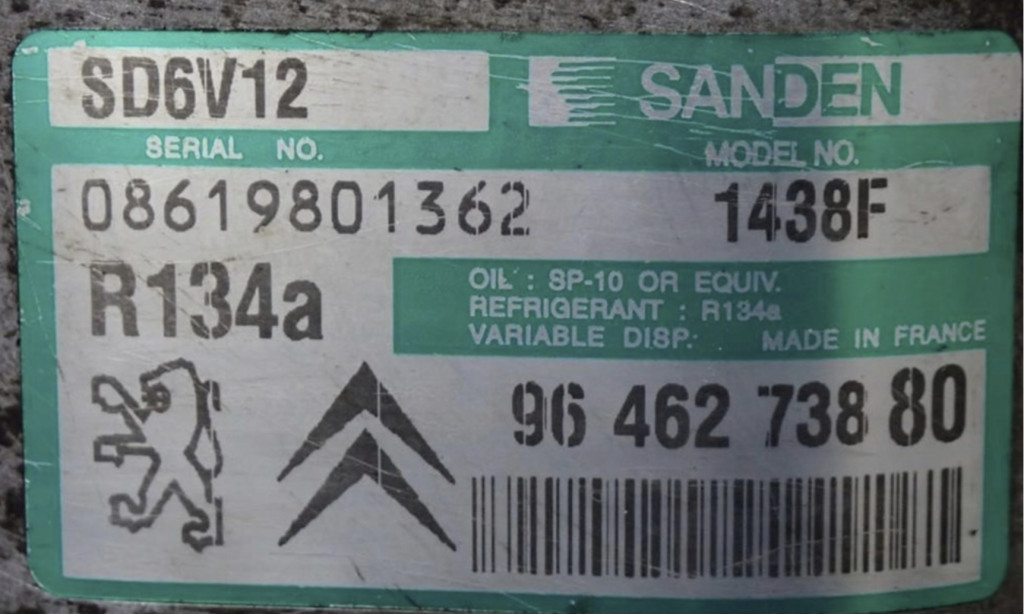 SD6V12 SANDEN
SERIAL NO. MODEL NO.
08619801362 1438F
R134a
OIL : SP-10 OR EQUIV.
REFRIGERANT : R134a
VARIABLE DISP. MADE IN FRANCE
96 462 738 80